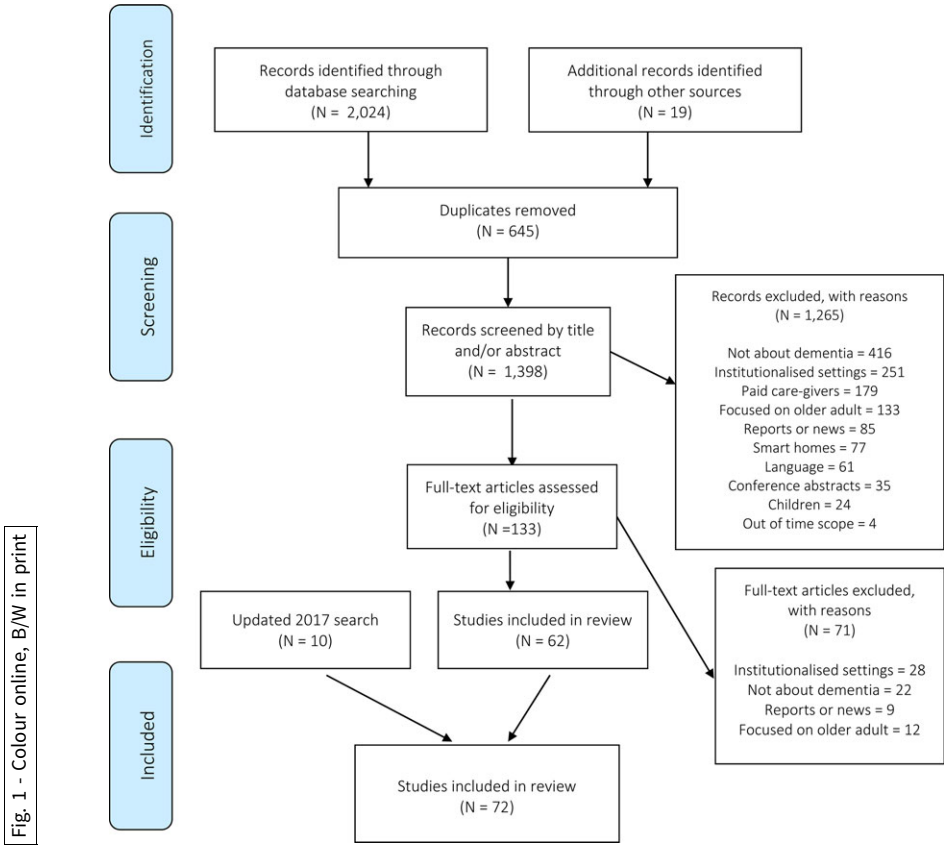 Identification
Records identified through
database searching
(N = 2,024)
Additional records identified
through other sources
(N = 19)
Duplicates removed
(N = 645)
Screening
Records screened by title
and/or abstract
(N = 1,398)
Records excluded, with reasons
(N = 1,265)
Not about dementia = 416
Institutionalised settings = 251
Paid care-givers = 179
Focused on older adult = 133
Reports or news = 85
Smart homes = 77
Language = 61
Conference abstracts = 35
Children = 24
Out of time scope = 4
Eligibility
Full-text articles assessed
for eligibility
(N =133)
Full-text articles excluded,
with reasons
(N = 71)
Institutionalised settings = 28
Not about dementia = 22
Reports or news = 9
Focused on older adult = 12
Updated 2017 search
(N = 10)
Studies included in review
(N = 62)
Included
Studies included in review
(N = 72)
Fig. 1 - Colour online, B/W in print